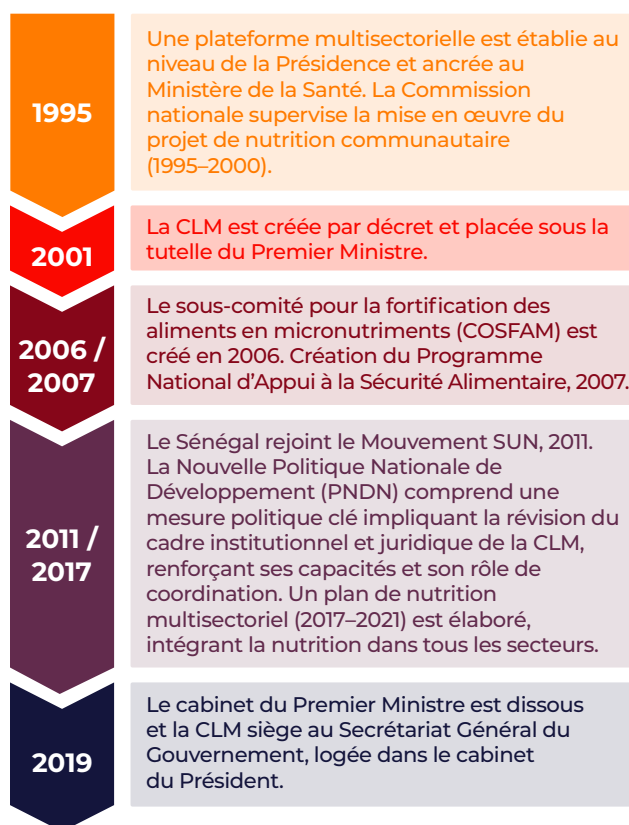 1995
Une plateforme multisectorielle est établie au
niveau de la Présidence et ancrée au
Ministère de la Santé. La Commission
nationale supervise la mise en œuvre du
projet de nutrition communautaire
(1995–2000).
2001
La CLM est créée par décret et placée sous la
tutelle du Premier Ministre.
2006 /
2007
Le sous-comité pour la fortification des
aliments en micronutriments (COSFAM) est
créé en 2006. Création du Programme
National d’Appui à la Sécurité Alimentaire, 2007.
2011 /
2017
Le Sénégal rejoint le Mouvement SUN, 2011.
La Nouvelle Politique Nationale de
Développement (PNDN) comprend une
mesure politique clé impliquant la révision du
cadre institutionnel et juridique de la CLM,
renforçant ses capacités et son rôle de
coordination. Un plan de nutrition
multisectoriel (2017–2021) est élaboré,
intégrant la nutrition dans tous les secteurs.
2019
Le cabinet du Premier Ministre est dissous
et la CLM siège au Secrétariat Général du
Gouvernement, logée dans le cabinet
du Président.